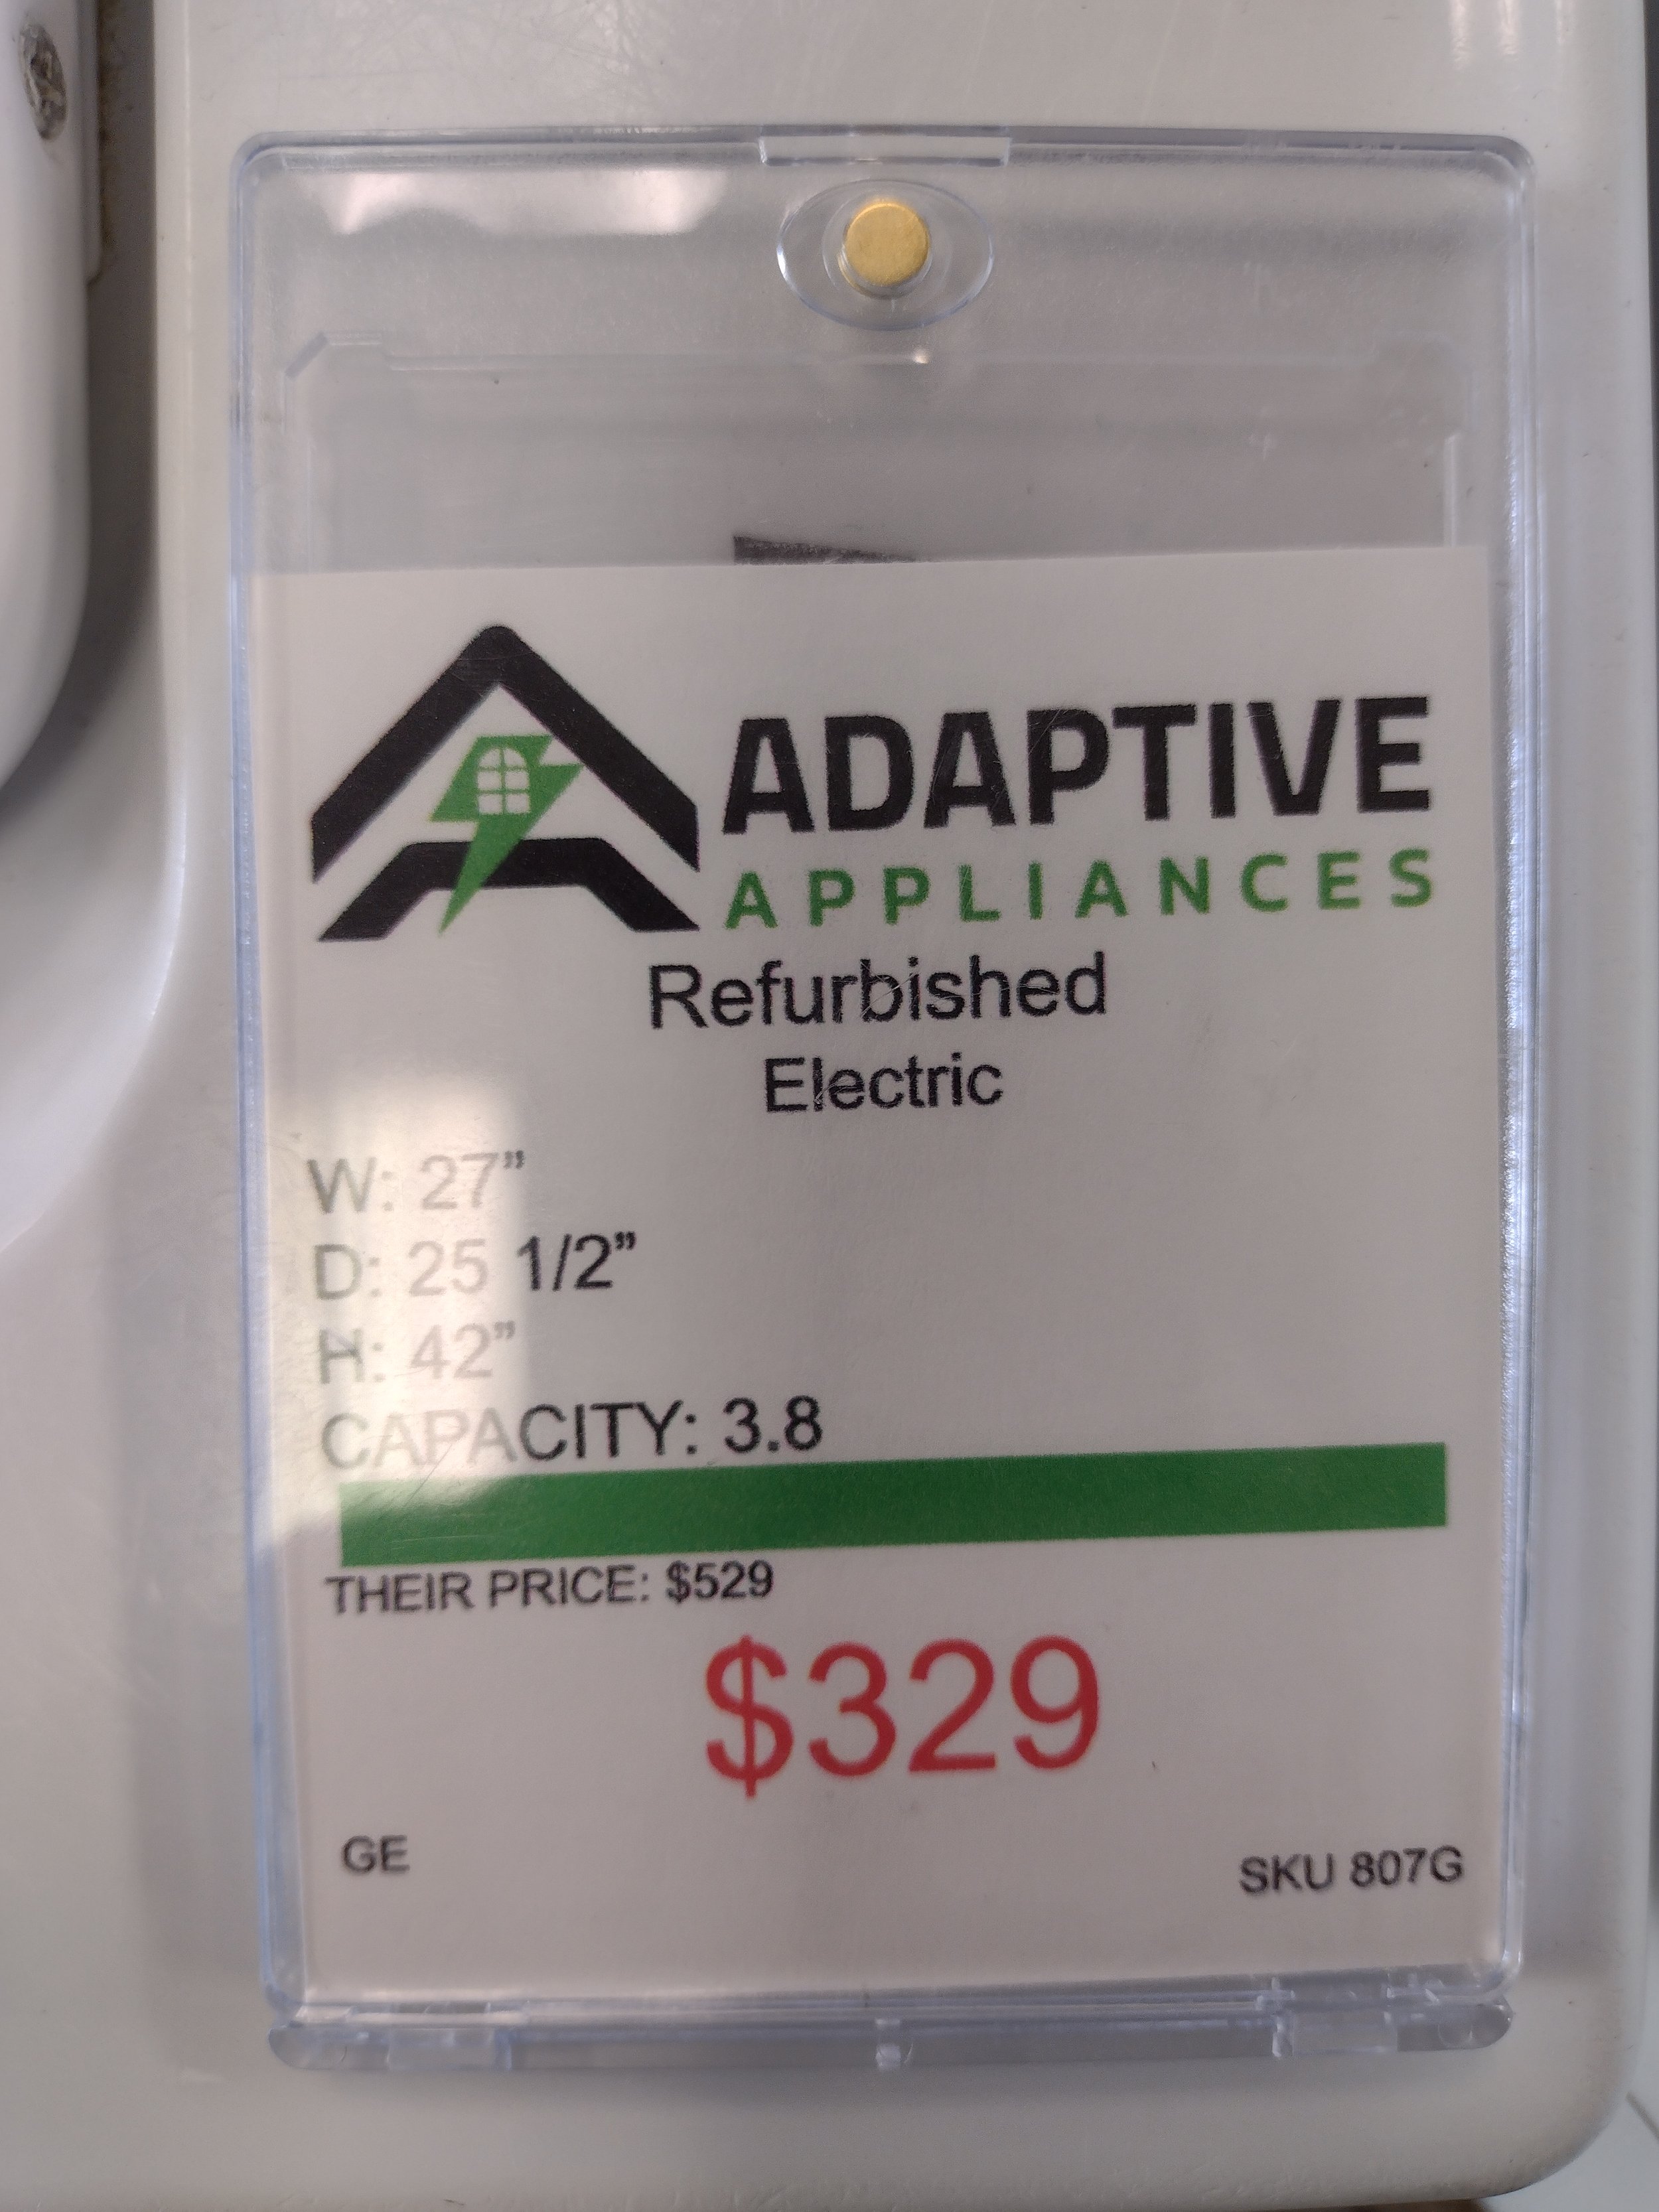 ADAPTIVE
APPLIANCES
Refurbished
Electric
W: 27”
D: 25 1/2”
H: 42”
CAPACITY: 3.8
THEIR PRICE: $529
$329
GE
SKU 807G